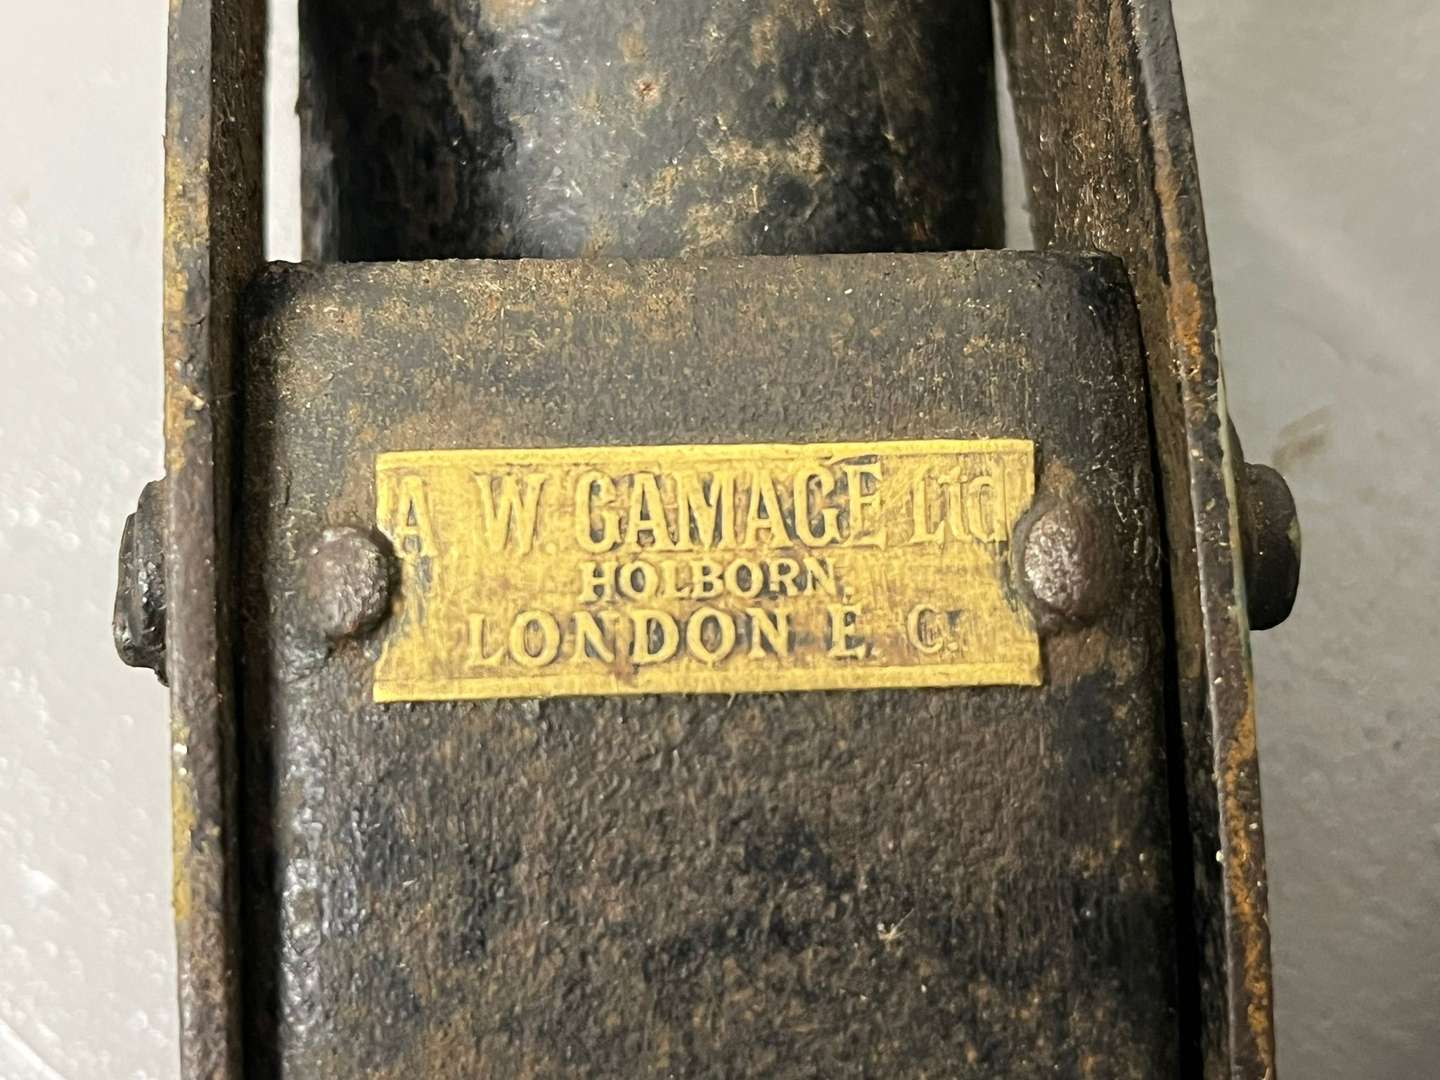 A. W. GAMAGE Ltd
HOLBORN,
LONDON E. C.